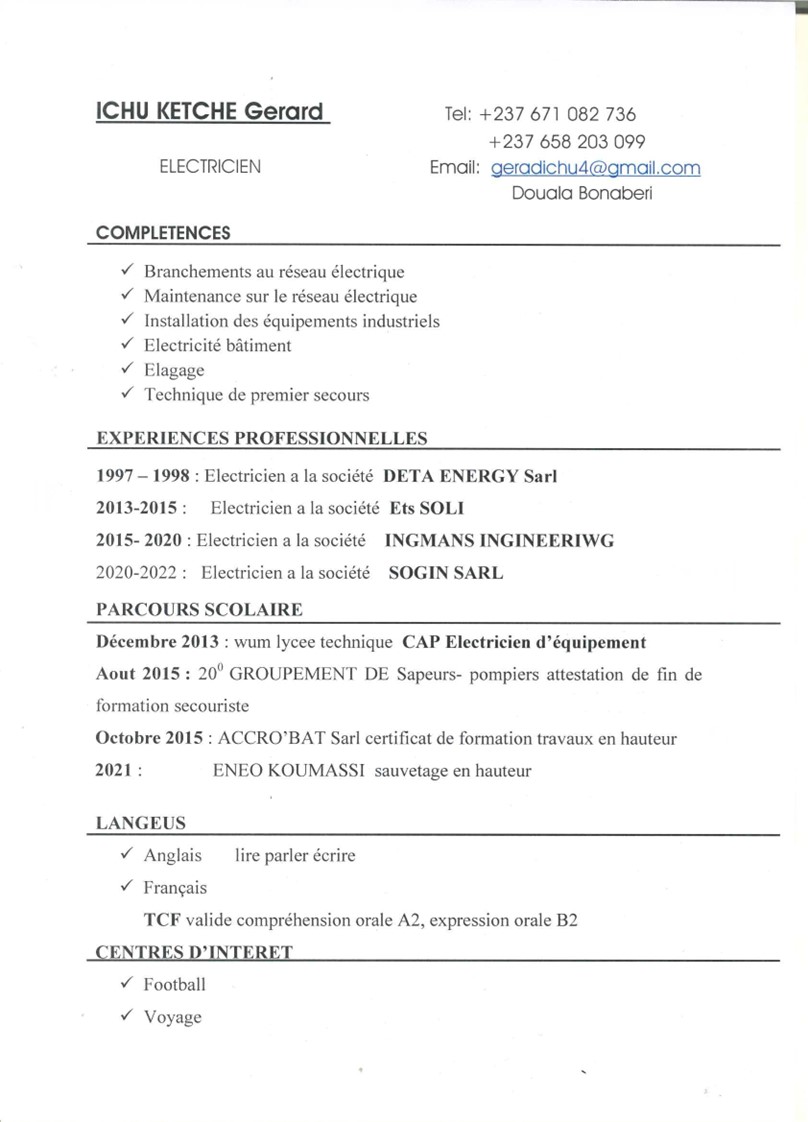 ICHU KETCHE Gerard
Tel: +237 671 082 736
+237 658 203 099
ELECTRICIEN
Email: geradichu4@gmail.com
Douala Bonaberi
COMPLETENCES
✓ Branchements au réseau électrique
✓ Maintenance sur le réseau électrique
✓ Installation des équipements industriels
✓ Electricité bâtiment
✓ Elagage
✓ Technique de premier secours
EXPERIENCES PROFESSIONNELLES
1997 – 1998 : Electricien a la société DETA ENERGY Sarl
2013-2015 : Electricien a la société Ets SOLI
2015- 2020 : Electricien a la société INGMANS INGINEERIWG
2020-2022 : Electricien a la société SOGIN SARL
PARCOURS SCOLAIRE
Décembre 2013 : wum lycee technique CAP Electricien d’équipement
Aout 2015 : 20⁰ GROUPEMENT DE Sapeurs- pompiers attestation de fin de
formation secouriste
Octobre 2015 : ACCRO’BAT Sarl certificat de formation travaux en hauteur
2021 : ENEO KOUMASSI sauvetage en hauteur
LANGEUS
✓ Anglais lire parler écrire
✓ Français
TCF valide compréhension orale A2, expression orale B2
CENTRES D’INTERET
✓ Football
✓ Voyage